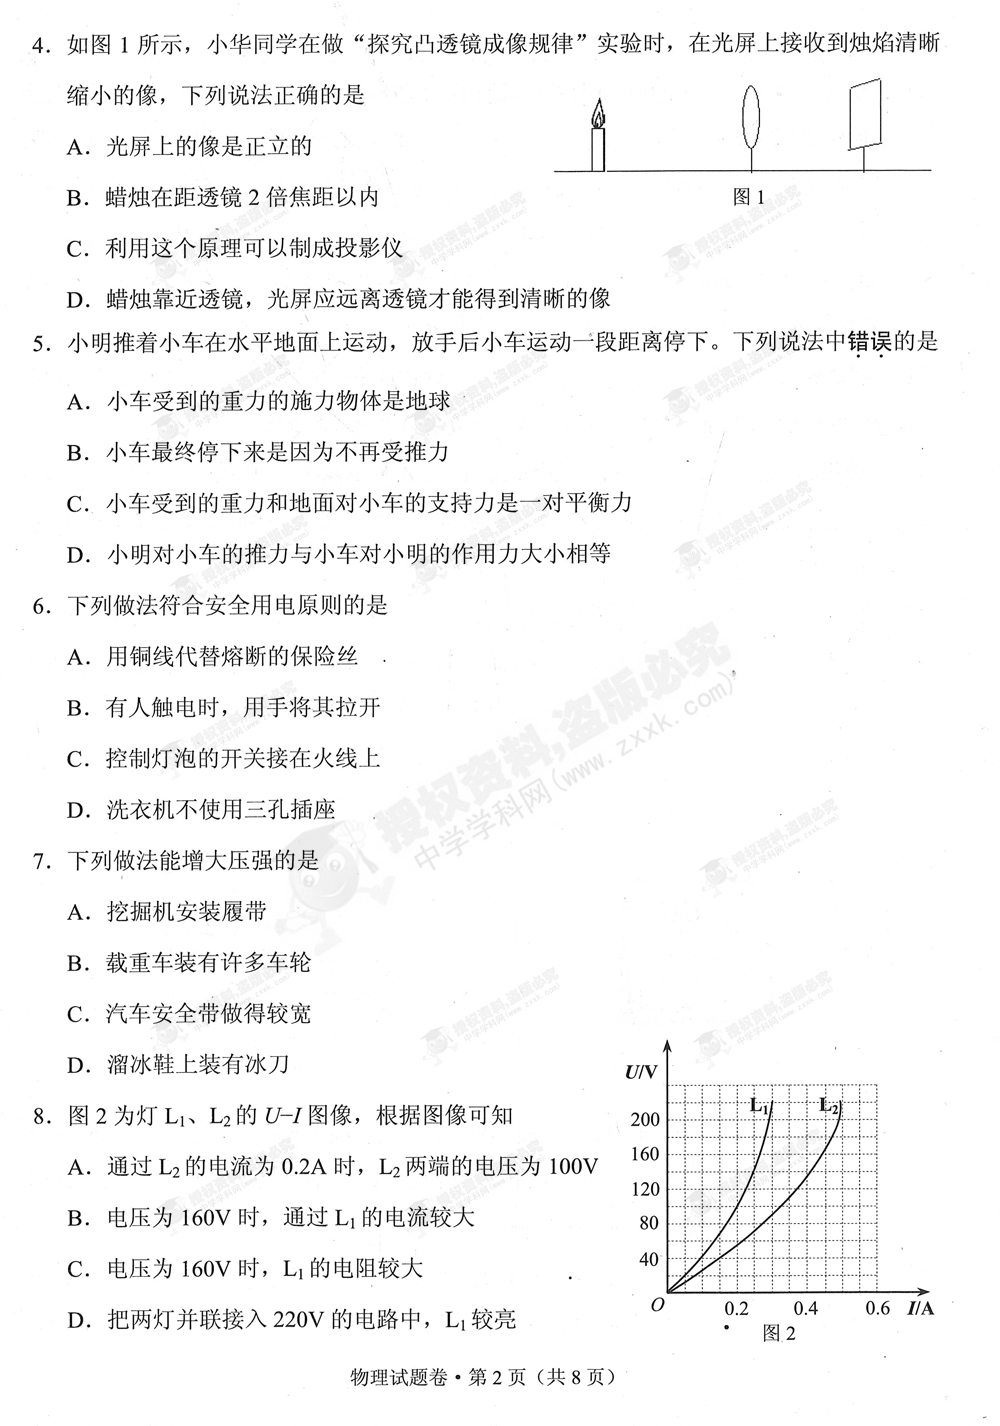 4．如图 1 所示，小华同学在做“探究凸透镜成像规律”实验时，在光屏上接收到烛焰清晰
缩小的像，下列说法正确的是
A．光屏上的像是正立的
B．蜡烛在距透镜 2 倍焦距以内
图 1
C．利用这个原理可以制成投影仪
D．蜡烛靠近透镜，光屏应远离透镜才能得到清晰的像
5．小明推着小车在水平地面上运动，放手后小车运动一段距离停下。下列说法中错误的是
A．小车受到的重力的施力物体是地球
B．小车最终停下来是因为不再受推力
C．小车受到的重力和地面对小车的支持力是一对平衡力
D．小明对小车的推力与小车对小明的作用力大小相等
6．下列做法符合安全用电原则的是
A．用铜线代替熔断的保险丝
B．有人触电时，用手将其拉开
C．控制灯泡的开关接在火线上
D．洗衣机不使用三孔插座
授权资料,盗版必究
中学学科网(www.zxxk.com)
7．下列做法能增大压强的是
A．挖掘机安装履带
B．载重车装有许多车轮
C．汽车安全带做得较宽
D．溜冰鞋上装有冰刀
8．图 2 为灯 L₁、L₂的 U−I 图像，根据图像可知
A．通过 L₂的电流为 0.2A 时，L₂两端的电压为 100V
B．电压为 160V 时，通过 L₁的电流较大
C．电压为 160V 时，L₁的电阻较大
D．把两灯并联接入 220V 的电路中，L₁较亮
U/V
L₁ L₂
200
160
120
80
40
O 0.2 0.4 0.6 I/A
图 2
物理试题卷·第 2 页（共 8 页）